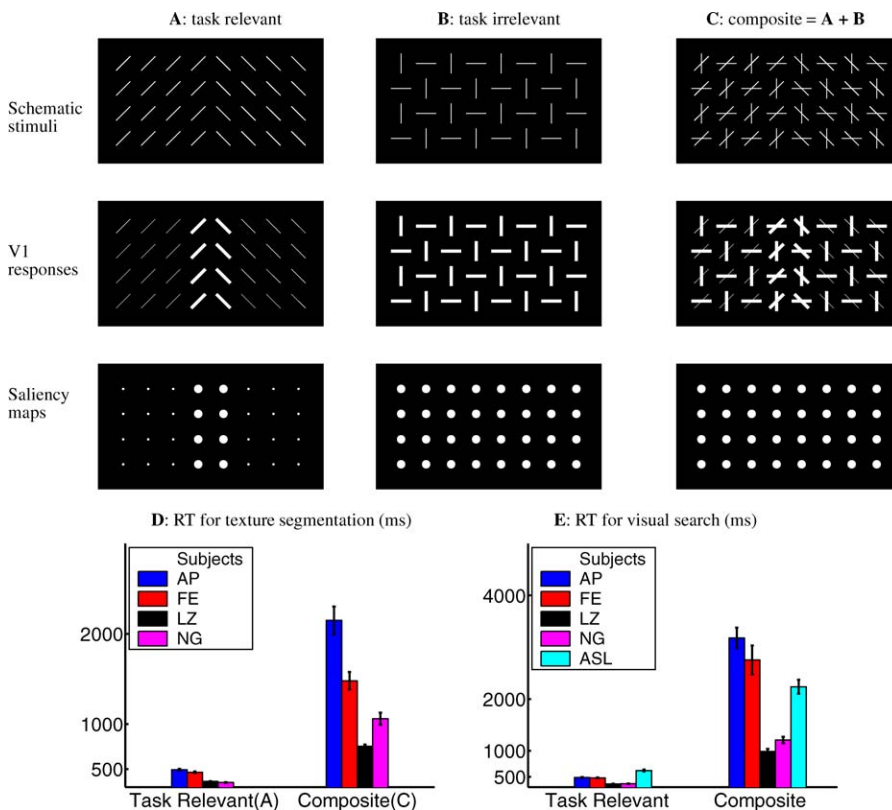 A: task relevant
B: task irrelevant
C: composite = A + B
Schematic
stimuli
V1
responses
Saliency
maps
D: RT for texture segmentation (ms)
E: RT for visual search (ms)
Subjects
AP
FE
LZ
NG
2000
1000
500
Task Relevant(A)
Composite(C)
Subjects
AP
FE
LZ
NG
ASL
4000
2000
1000
500
Task Relevant
Composite